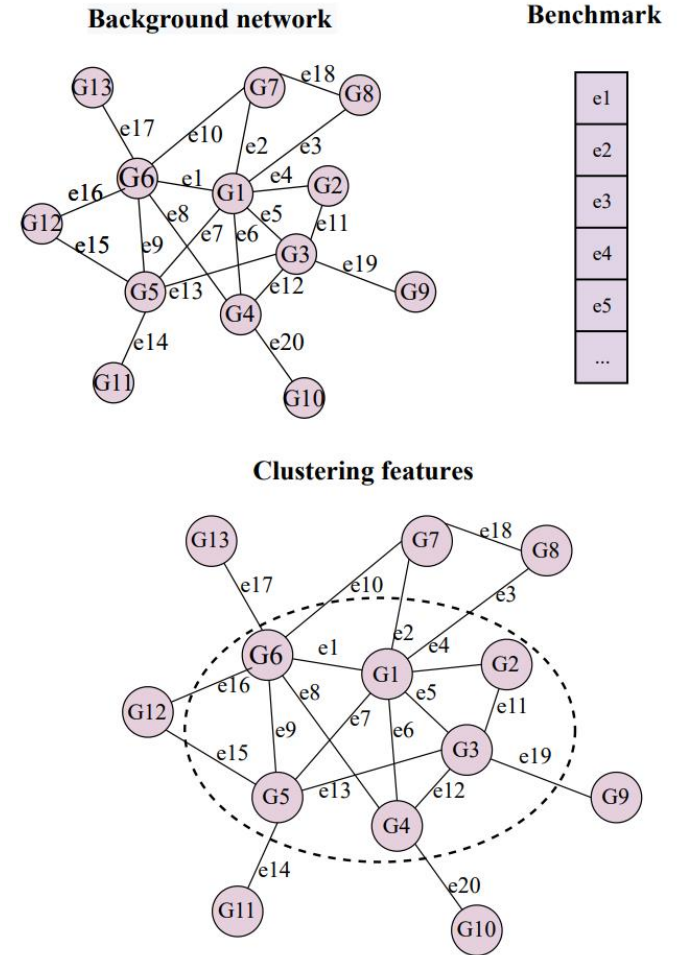 Background network
Benchmark
G13
G7
e18
G8
e17
e10
e2
e3
G6
e1
G1
e4
G2
e16
e8
e5
e11
G12
e7
e6
e15
e9
G3
e19
G5
e13
e12
G9
G4
e14
e20
G11
G10
e1
e2
e3
e4
e5
...
Clustering features
G13
G7
e18
G8
e17
e10
e3
e2
e4
G6
e1
G1
G2
e16
e8
e5
e11
G12
e7
e6
e9
G3
e15
e19
G5
e13
e12
G9
G4
e14
e20
G11
G10